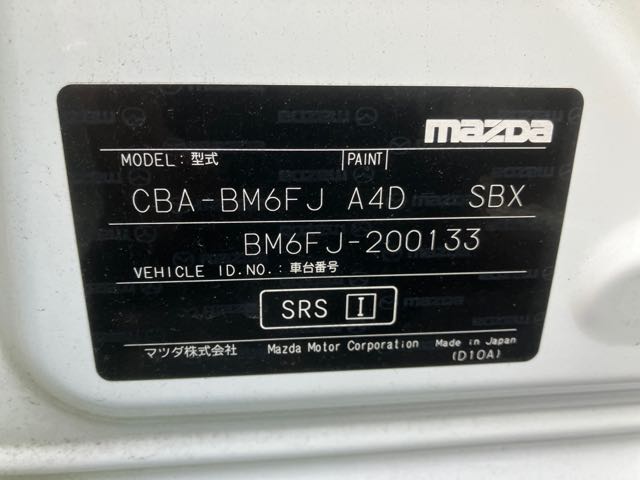 mazda
MODEL: 型式 PAINT
CBA-BM6FJ A4D SBX
BM6FJ-200133
VEHICLE ID.NO.: 車台番号
SRS I
マツダ株式会社 Mazda Motor Corporation Made in Japan
(D10A)